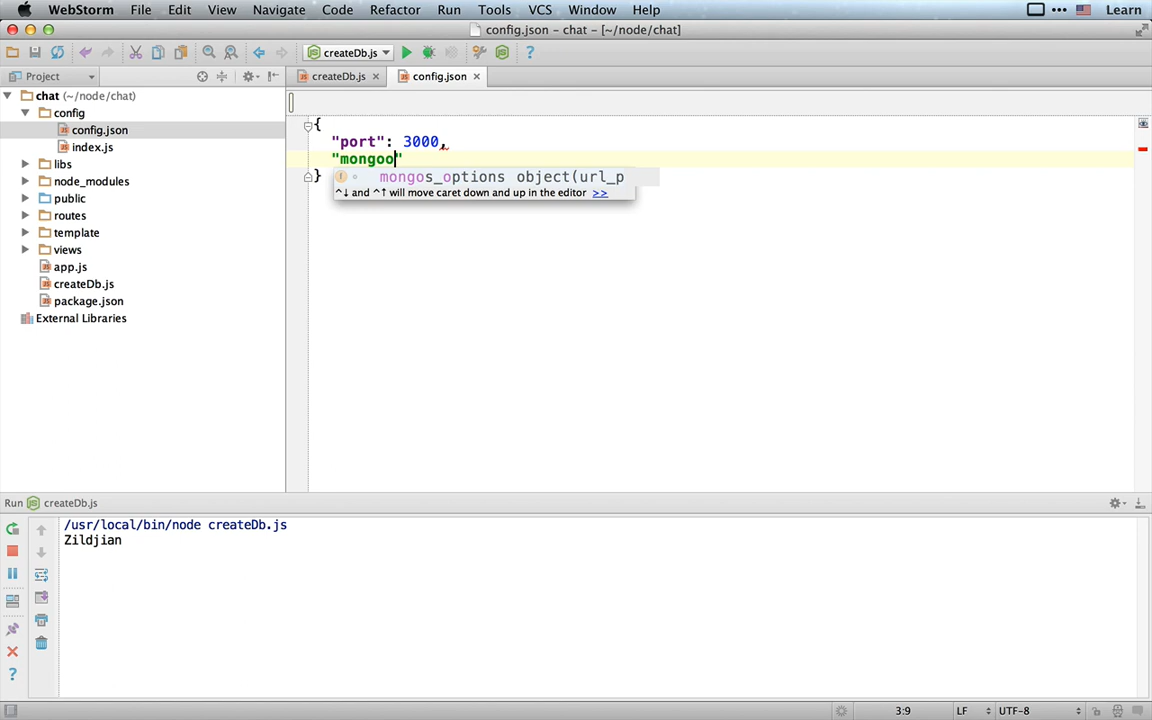 WebStorm File Edit View Navigate Code Refactor Run Tools VCS Window Help Learn
config.json – chat – [~/node/chat]
createDb.js
Project
createDb.js
config.json
chat (~/node/chat)
config
config.json
index.js
libs
node_modules
public
routes
template
views
app.js
createDb.js
package.json
External Libraries
{
"port": 3000,
"mongoo"
}
mongos_options object(url_p
^↓ and ^↑ will move caret down and up in the editor >>
Run createDb.js
/usr/local/bin/node createDb.js
Zildjian
3:9 LF UTF-8